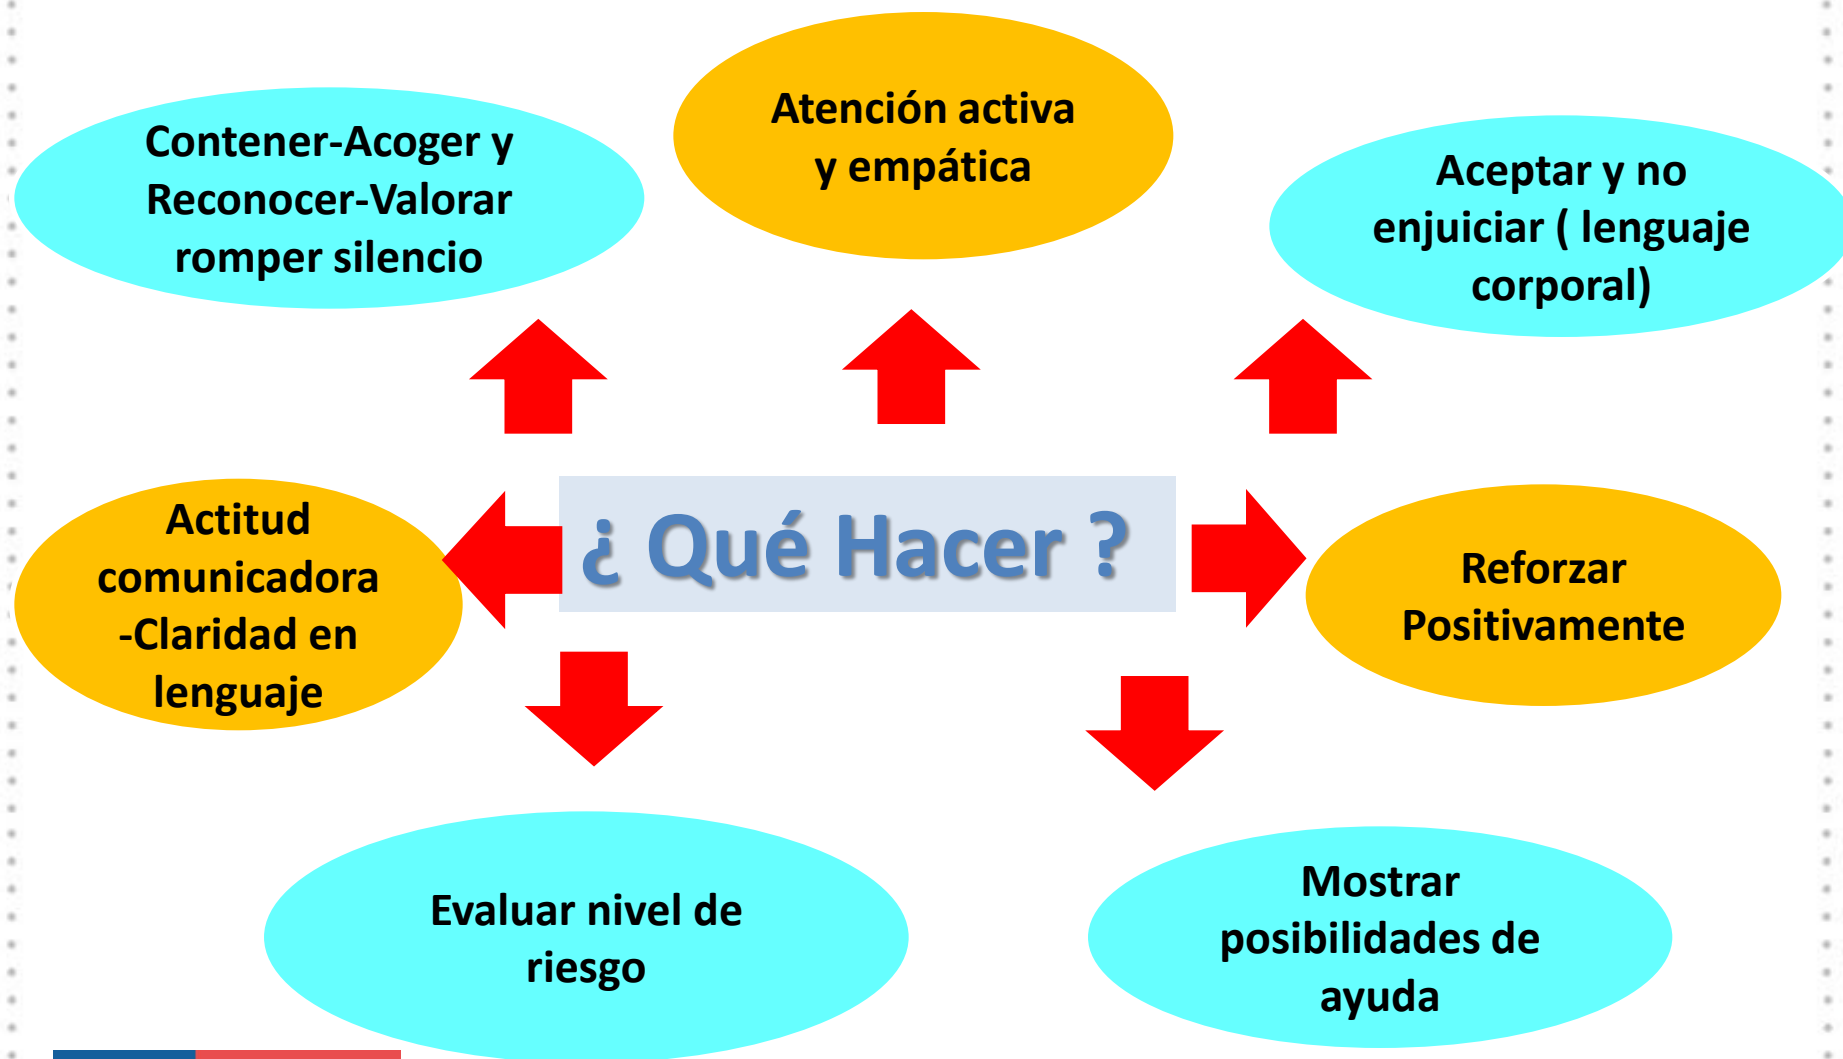 Contener-Acoger y
Reconocer-Valorar
romper silencio
Atención activa
y empática
Aceptar y no
enjuiciar ( lenguaje
corporal)
Actitud
comunicadora
-Claridad en
lenguaje
¿ Qué Hacer ?
Reforzar
Positivamente
Evaluar nivel de
riesgo
Mostrar
posibilidades de
ayuda